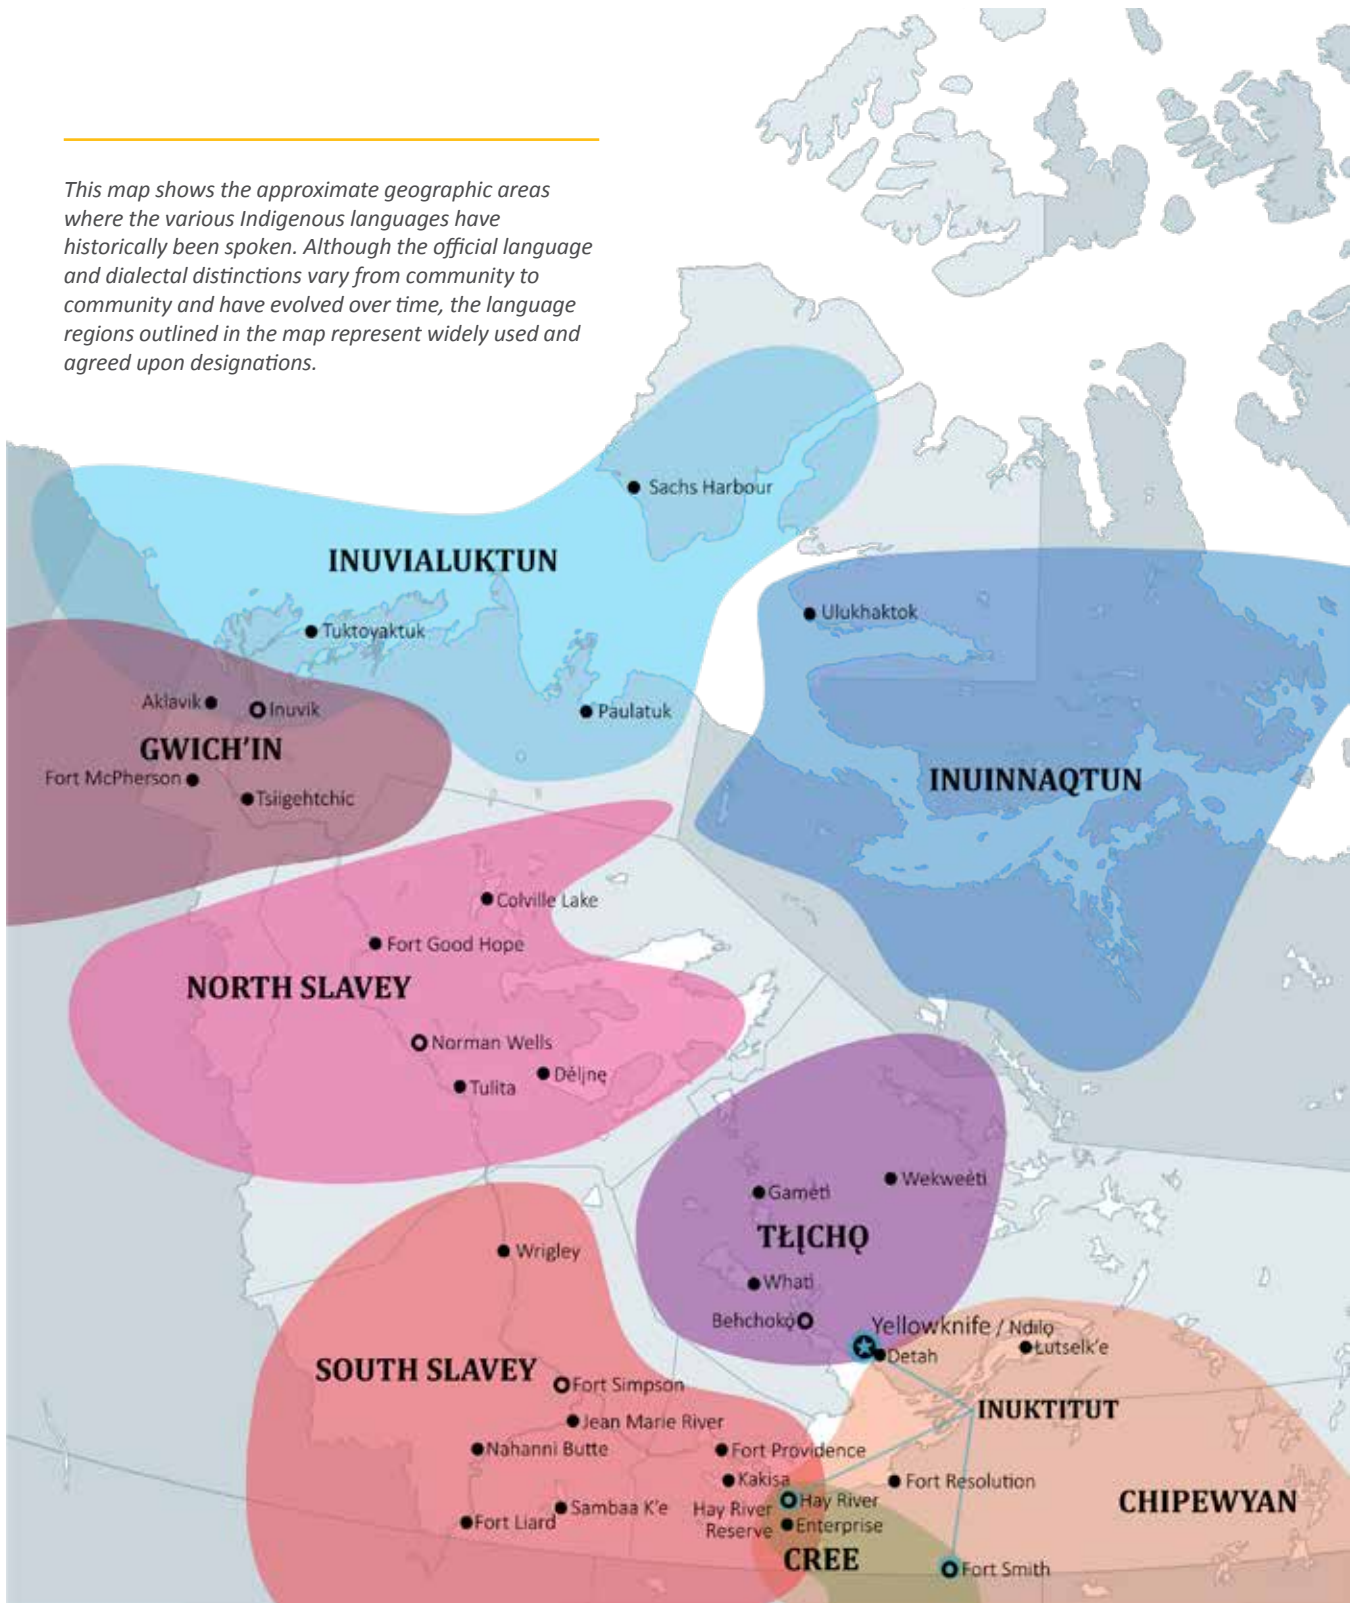 This map shows the approximate geographic areas
where the various Indigenous languages have
historically been spoken. Although the official language
and dialectal distinctions vary from community to
community and have evolved over time, the language
regions outlined in the map represent widely used and
agreed upon designations.
Sachs Harbour
INUVIALUKTUN
Ulukhaktok
Tuktoyaktuk
Aklavik
Inuvik
Paulatuk
GWICH'IN
Fort McPherson
Tsiigehtchic
INUINNAQTUN
Colville Lake
Fort Good Hope
NORTH SLAVEY
Norman Wells
Délįnę
Tulita
Wekweètì
Gamètì
TŁĮCHǪ
Wrigley
Whatì
Behchokǫ̀
Yellowknife / Ndilǫ
Detah
Łutselk'e
SOUTH SLAVEY
Fort Simpson
INUKTITUT
Jean Marie River
Nahanni Butte
Fort Providence
Kakisa
Fort Resolution
Hay River
Reserve
Hay River
CHIPEWYAN
Sambaa K'e
Fort Liard
Enterprise
CREE
Fort Smith